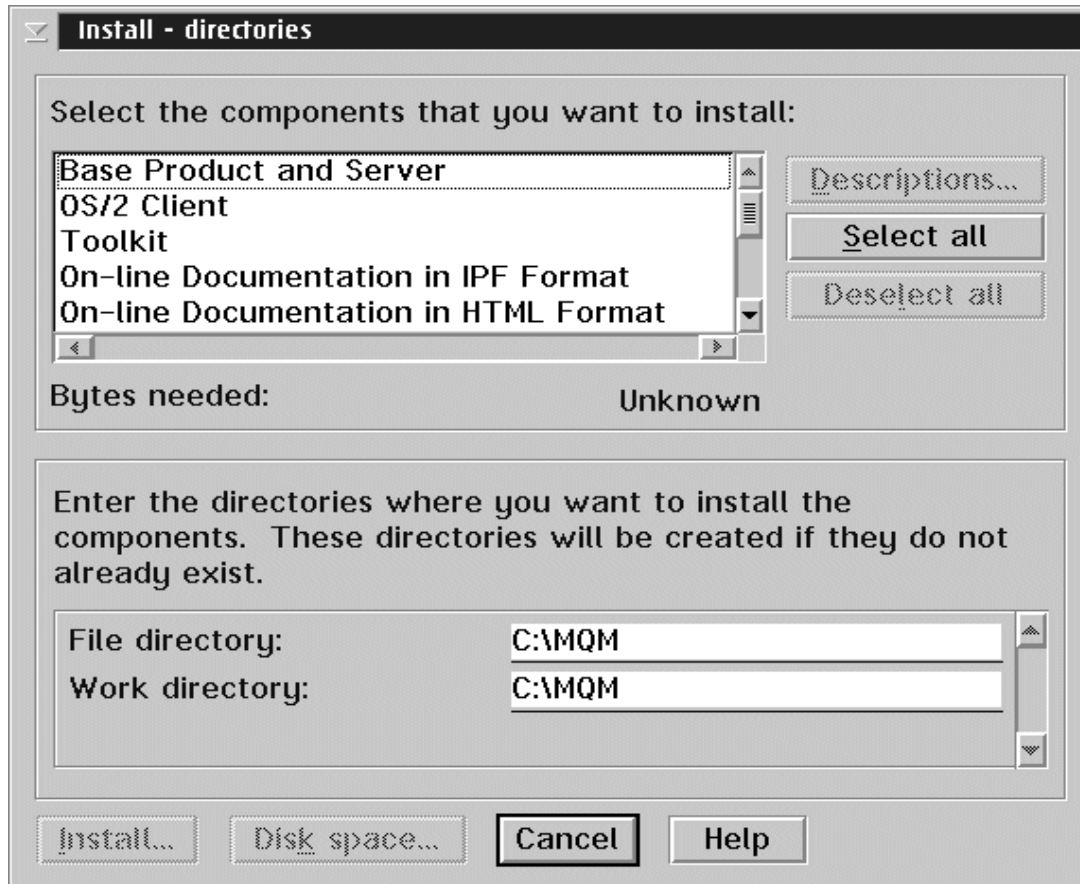 Install - directories
Select the components that you want to install:
Base Product and Server
OS/2 Client
Toolkit
On-line Documentation in IPF Format
On-line Documentation in HTML Format
Descriptions...
Select all
Deselect all
Bytes needed:
Unknown
Enter the directories where you want to install the
components. These directories will be created if they do not
already exist.
File directory:
C:\MQM
Work directory:
C:\MQM
Install...
Disk space...
Cancel
Help